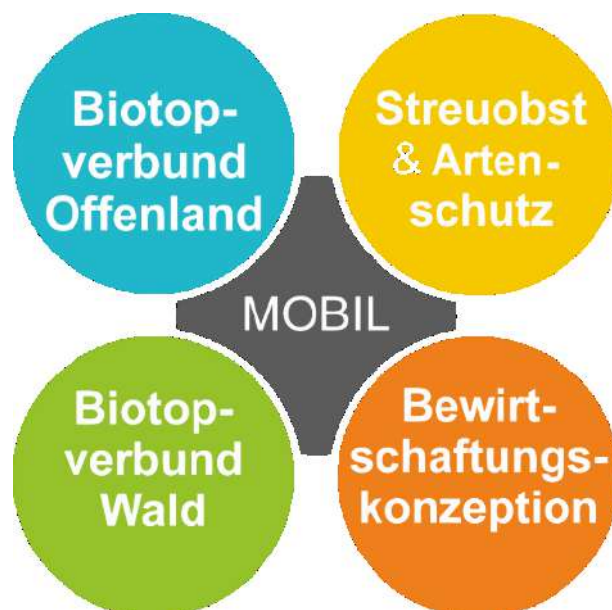 Biotop-
verbund
Offenland
Streuobst
& Arten-
schutz
MOBIL
Biotop-
verbund
Wald
Bewirt-
schaftungs-
konzeption